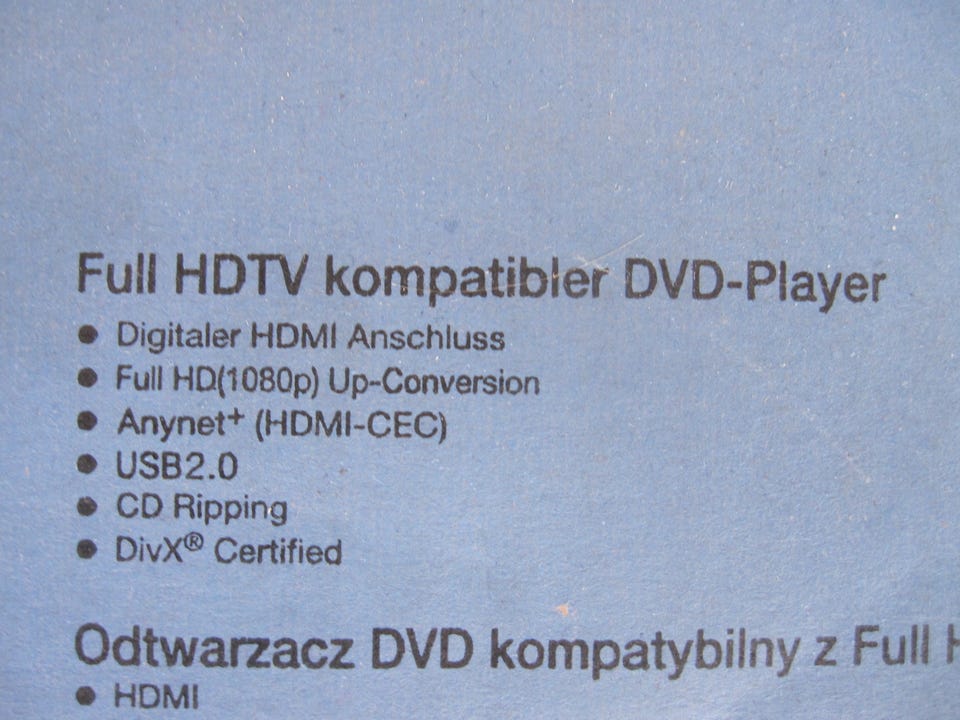 Full HDTV kompatibler DVD-Player
● Digitaler HDMI Anschluss
● Full HD(1080p) Up-Conversion
● Anynet⁺ (HDMI-CEC)
● USB2.0
● CD Ripping
● DivX® Certified
Odtwarzacz DVD kompatybilny z Full
● HDMI